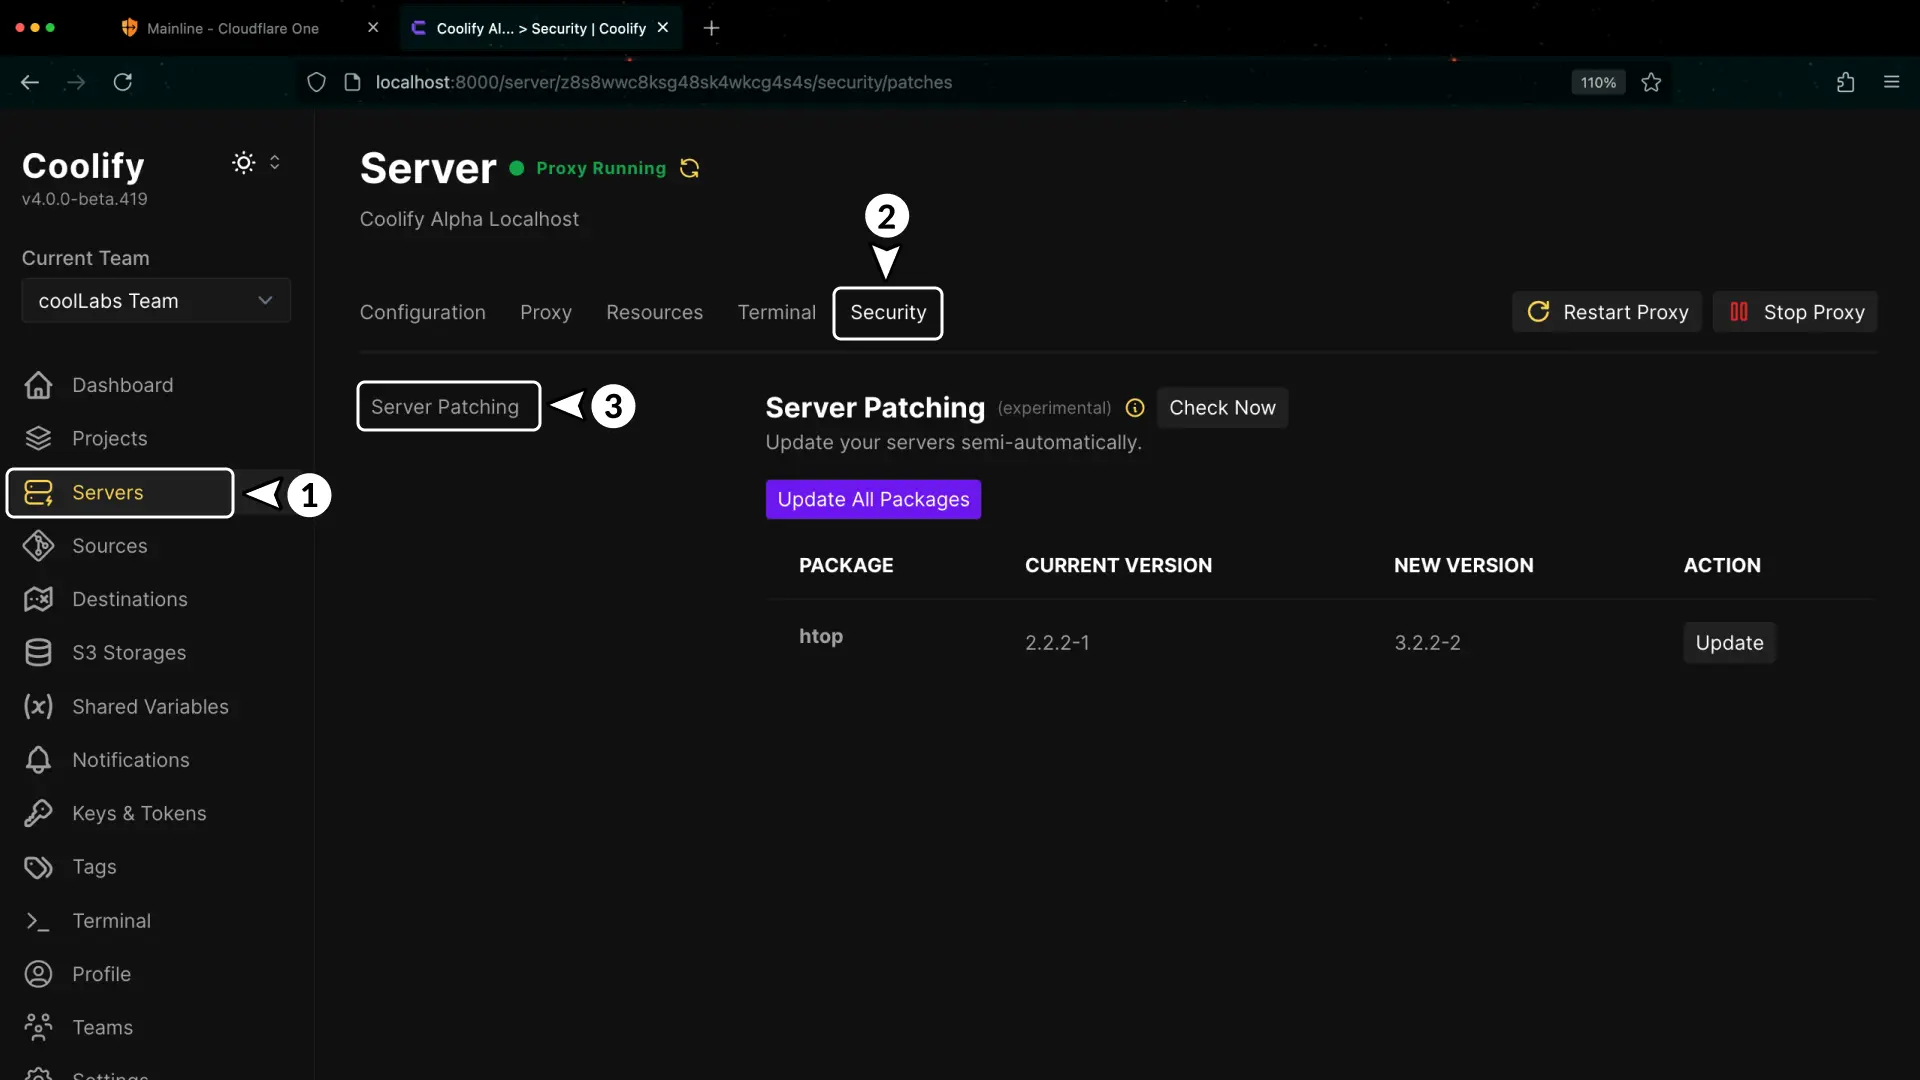 Mainline - Cloudflare One
Coolify Al... > Security | Coolify
localhost:8000/server/z8s8wwc8ksg48sk4wkcg4s4s/security/patches
110%
Coolify
v4.0.0-beta.419
Current Team
coolLabs Team
Dashboard
Projects
Servers
1
Sources
Destinations
S3 Storages
Shared Variables
Notifications
Keys & Tokens
Tags
Terminal
Profile
Teams
Settings
Server
Proxy Running
Coolify Alpha Localhost
2
Configuration
Proxy
Resources
Terminal
Security
Restart Proxy
Stop Proxy
Server Patching
3
Server Patching (experimental)
Check Now
Update your servers semi-automatically.
Update All Packages
PACKAGE CURRENT VERSION NEW VERSION ACTION
htop 2.2.2-1 3.2.2-2 Update